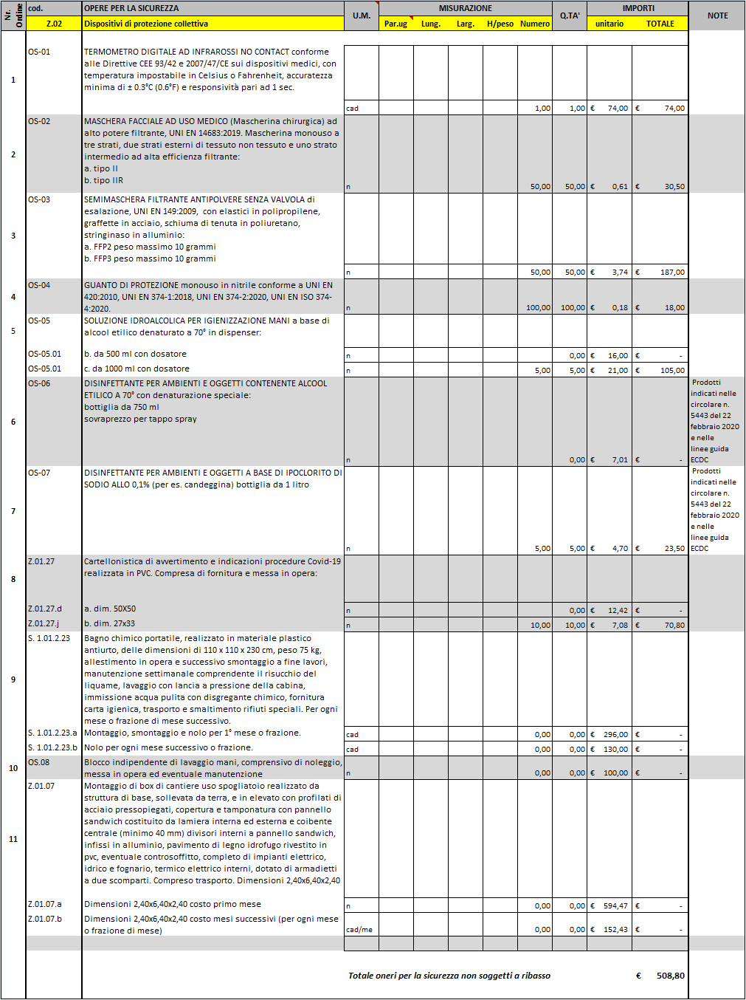 Nr. Ordine cod. OPERE PER LA SICUREZZA U.M. MISURAZIONE Q.TA' IMPORTI NOTE
Z.02 Dispositivi di protezione collettiva Par.ug Lung. Larg. H/peso Numero unitario TOTALE
1 OS-01 TERMOMETRO DIGITALE AD INFRAROSSI NO CONTACT conforme
alle Direttive CEE 93/42 e 2007/47/CE sui dispositivi medici, con
temperatura impostabile in Celsius o Fahrenheit, accuratezza
minima di ± 0.3°C (0.6°F) e responsività pari ad 1 sec.
cad 1,00 1,00 € 74,00 € 74,00
2 OS-02 MASCHERA FACCIALE AD USO MEDICO (Mascherina chirurgica) ad
alto potere filtrante, UNI EN 14683:2019. Mascherina monouso a
tre strati, due strati esterni di tessuto non tessuto e uno strato
intermedio ad alta efficienza filtrante:
a. tipo II
b. tipo IIR
n 50,00 50,00 € 0,61 € 30,50
3 OS-03 SEMIMASCHERA FILTRANTE ANTIPOLVERE SENZA VALVOLA di
esalazione, UNI EN 149:2009, con elastici in polipropilene,
graffette in acciaio, schiuma di tenuta in poliuretano,
stringinaso in alluminio:
a. FFP2 peso massimo 10 grammi
b. FFP3 peso massimo 10 grammi
n 50,00 50,00 € 3,74 € 187,00
4 OS-04 GUANTO DI PROTEZIONE monouso in nitrile conforme a UNI EN
420:2010, UNI EN 374-1:2018, UNI EN 374-2:2020, UNI EN ISO 374-
4:2020. n 100,00 100,00 € 0,18 € 18,00
5 OS-05 SOLUZIONE IDROALCOLICA PER IGIENIZZAZIONE MANI a base di
alcool etilico denaturato a 70° in dispenser:
OS-05.01 b. da 500 ml con dosatore n 0,00 € 16,00 € -
OS-05.01 c. da 1000 ml con dosatore n 5,00 5,00 € 21,00 € 105,00
6 OS-06 DISINFETTANTE PER AMBIENTI E OGGETTI CONTENENTE ALCOOL
ETILICO A 70° con denaturazione speciale:
bottiglia da 750 ml
sovraprezzo per tappo spray
n 0,00 € 7,01 € -
Prodotti
indicati nelle
circolare n.
5443 del 22
febbraio 2020
e nelle
linee guida
ECDC
7 OS-07 DISINFETTANTE PER AMBIENTI E OGGETTI A BASE DI IPOCLORITO DI
SODIO ALLO 0,1% (per es. candeggina) bottiglia da 1 litro
n 5,00 5,00 € 4,70 € 23,50
Prodotti
indicati nelle
circolare n.
5443 del 22
febbraio 2020
e nelle
linee guida
ECDC
8 Z.01.27 Cartellonistica di avvertimento e indicazioni procedure Covid-19
realizzata in PVC. Compresa di fornitura e messa in opera:
Z.01.27.d a. dim. 50X50 n 0,00 € 12,42 € -
Z.01.27.j b. dim. 27x33 n 10,00 10,00 € 7,08 € 70,80
9 S. 1.01.2.23 Bagno chimico portatile, realizzato in materiale plastico
antiurto, delle dimensioni di 110 x 110 x 230 cm, peso 75 kg,
allestimento in opera e successivo smontaggio a fine lavori,
manutenzione settimanale comprendente il risucchio del
liquame, lavaggio con lancia a pressione della cabina,
immissione acqua pulita con disgregante chimico, fornitura
carta igienica, trasporto e smaltimento rifiuti speciali. Per ogni
mese o frazione di mese successivo.
S. 1.01.2.23.a Montaggio, smontaggio e nolo per 1° mese o frazione. cad 0,00 0,00 € 296,00 € -
S. 1.01.2.23.b Nolo per ogni mese successivo o frazione. cad 0,00 0,00 € 130,00 € -
10 OS.08 Blocco indipendente di lavaggio mani, comprensivo di noleggio,
messa in opera ed eventuale manutenzione n 0,00 0,00 € 100,00 € -
11 Z.01.07 Montaggio di box di cantiere uso spogliatoio realizzato da
struttura di base, sollevata da terra, e in elevato con profilati di
acciaio pressopiegati, copertura e tamponatura con pannello
sandwich costituito da lamiera interna ed esterna e coibente
centrale (minimo 40 mm) divisori interni a pannello sandwich,
infissi in alluminio, pavimento di legno idrofugo rivestito in
pvc, eventuale controsoffitto, completo di impianti elettrico,
idrico e fognario, termico elettrico interni, dotato di armadietti
a due scomparti. Compreso trasporto. Dimensioni 2,40x6,40x2,40
Z.01.07.a Dimensioni 2,40x6,40x2,40 costo primo mese n 0,00 0,00 € 594,47 € -
Z.01.07.b Dimensioni 2,40x6,40x2,40 costo mesi successivi (per ogni mese
o frazione di mese) cad/me 0,00 0,00 € 152,43 € -
Totale oneri per la sicurezza non soggetti a ribasso € 508,80